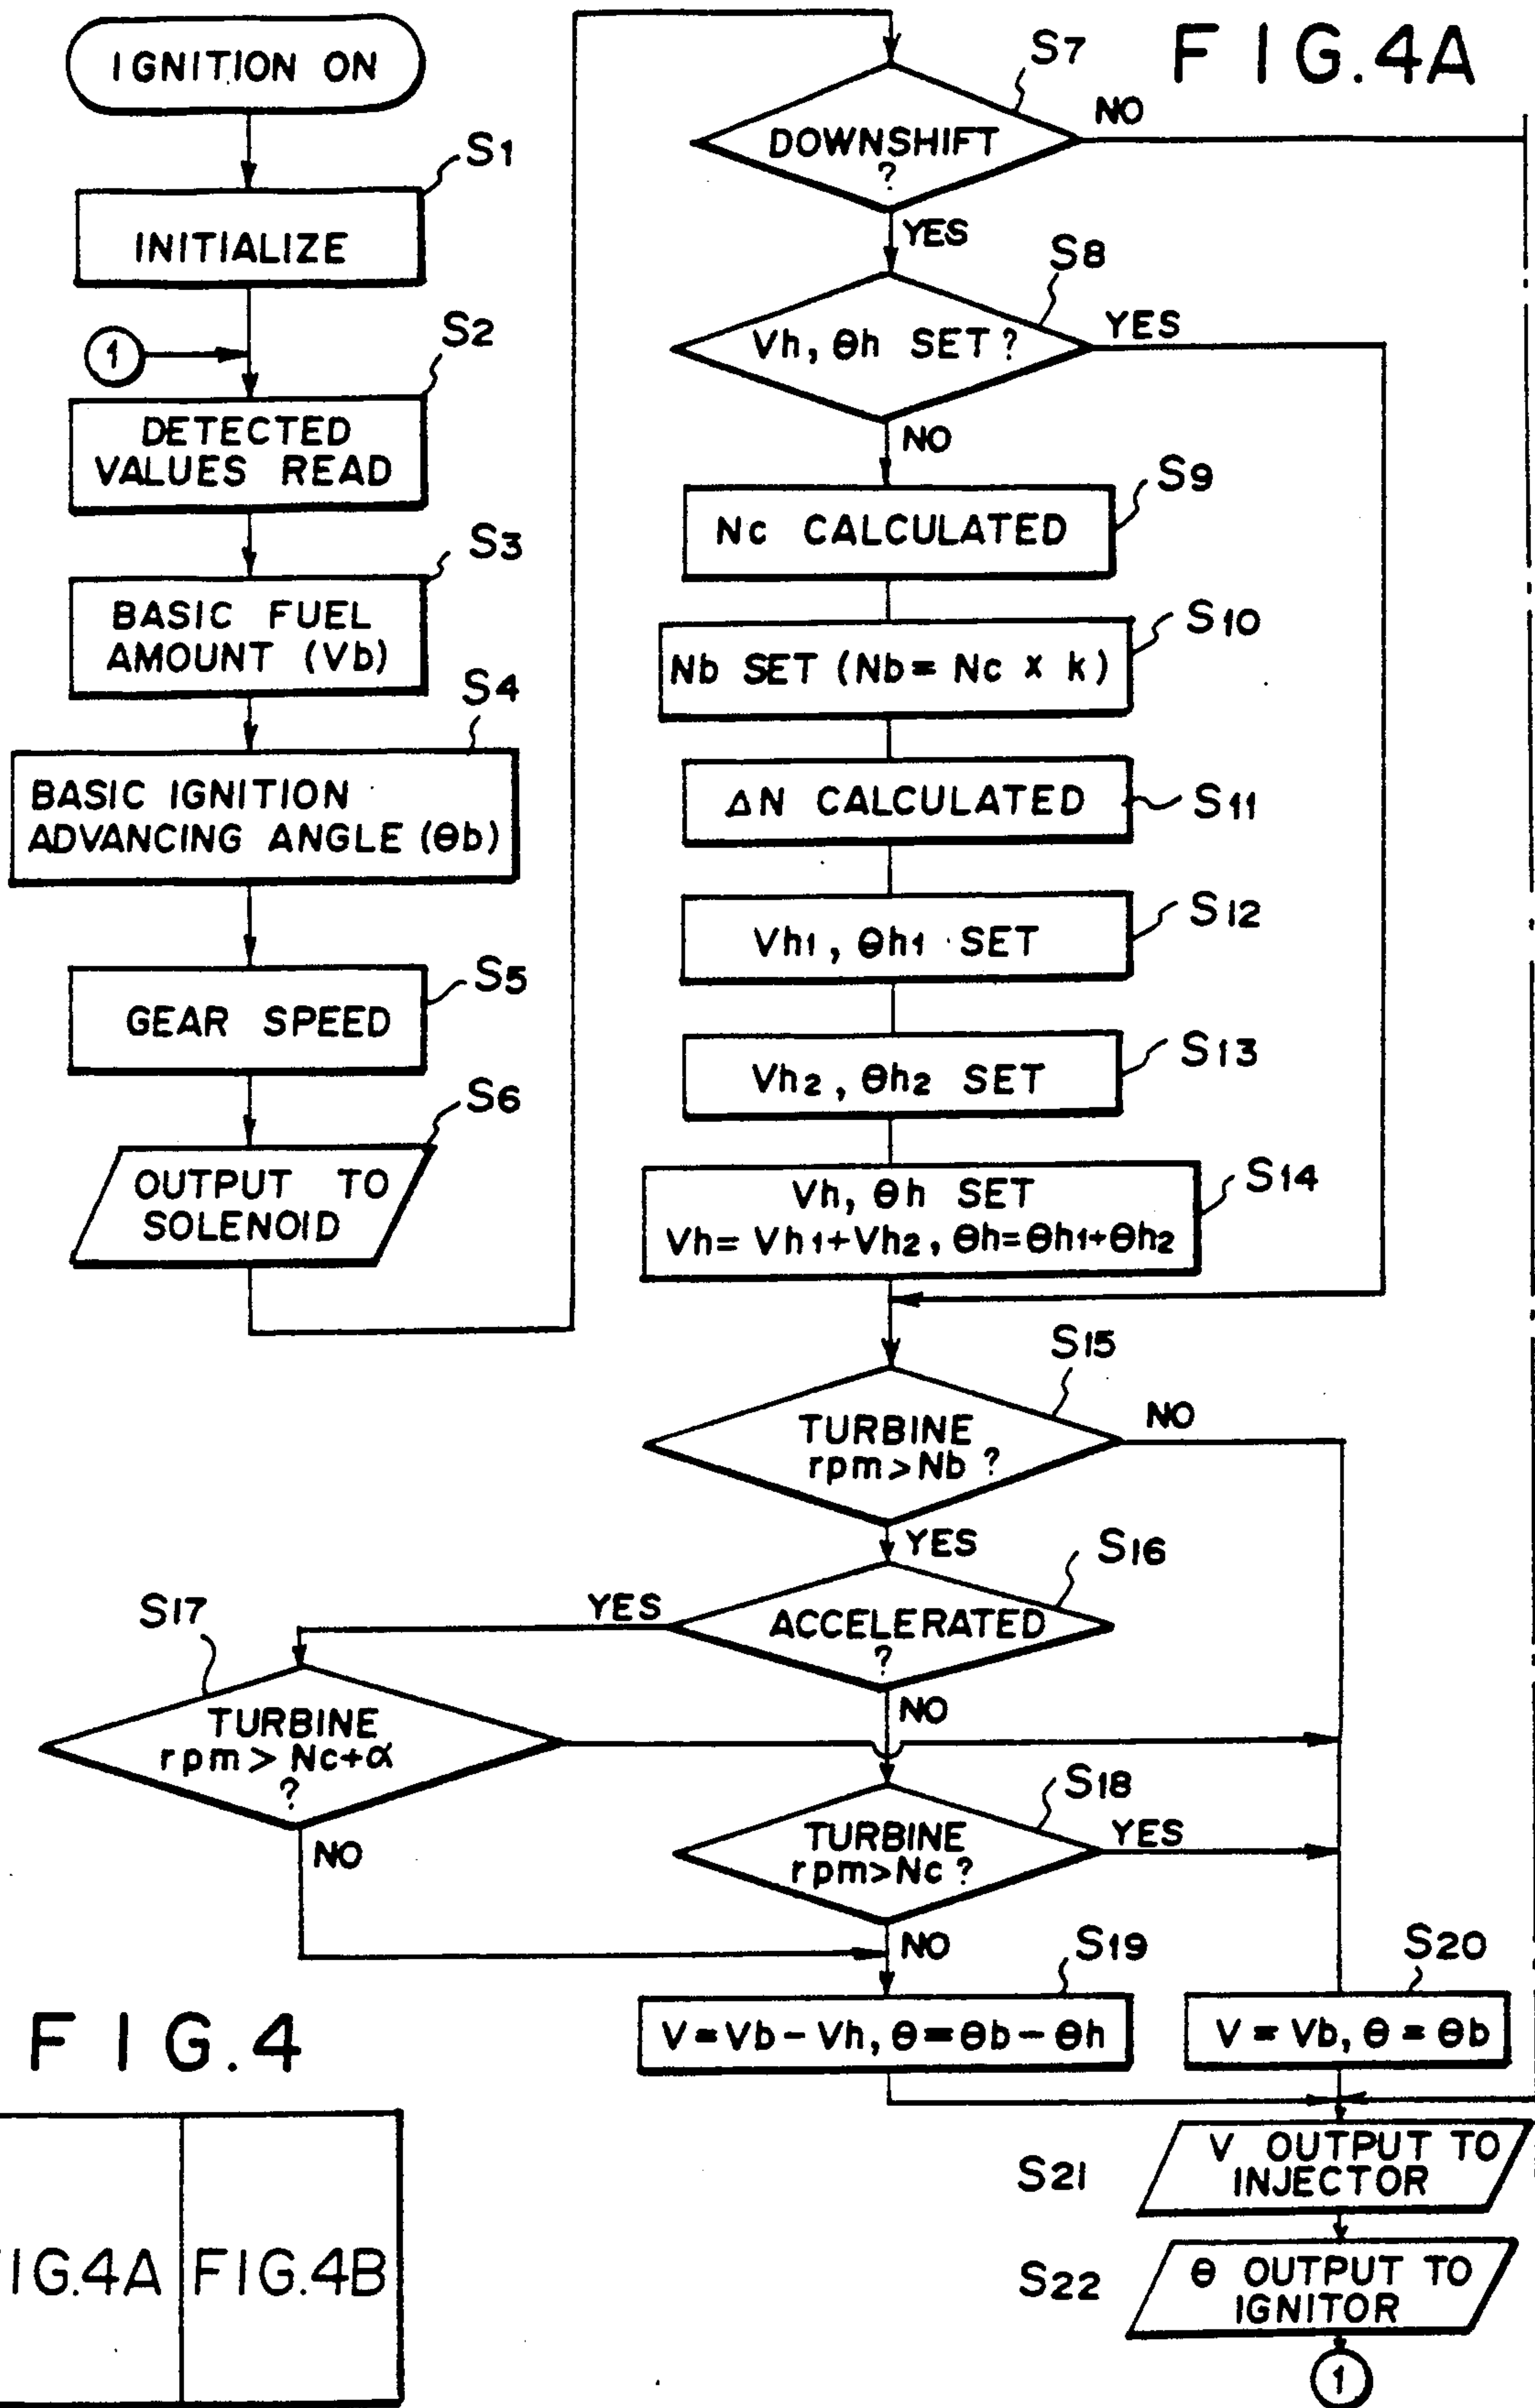 FIG.4A
IGNITION ON
S1
INITIALIZE
1
S2
DETECTED
VALUES READ
S3
BASIC FUEL
AMOUNT (Vb)
S4
BASIC IGNITION
ADVANCING ANGLE (θb)
S5
GEAR SPEED
S6
OUTPUT TO
SOLENOID
S7
DOWNSHIFT
?
NO
YES
S8
Vh, θh SET ?
YES
NO
S9
Nc CALCULATED
S10
Nb SET (Nb = Nc x k)
S11
ΔN CALCULATED
S12
Vh1, θh1 SET
S13
Vh2, θh2 SET
S14
Vh, θh SET
Vh= Vh1+Vh2, θh=θh1+θh2
S15
TURBINE
rpm>Nb ?
NO
YES
S16
ACCELERATED
?
YES
NO
S17
TURBINE
rpm> Nc+α
?
NO
S18
TURBINE
rpm>Nc ?
YES
NO
S19
V=Vb-Vh, θ=θb-θh
S20
V = Vb, θ = θb
S21
V OUTPUT TO
INJECTOR
S22
θ OUTPUT TO
IGNITOR
1
FIG.4
IG.4A
FIG.4B